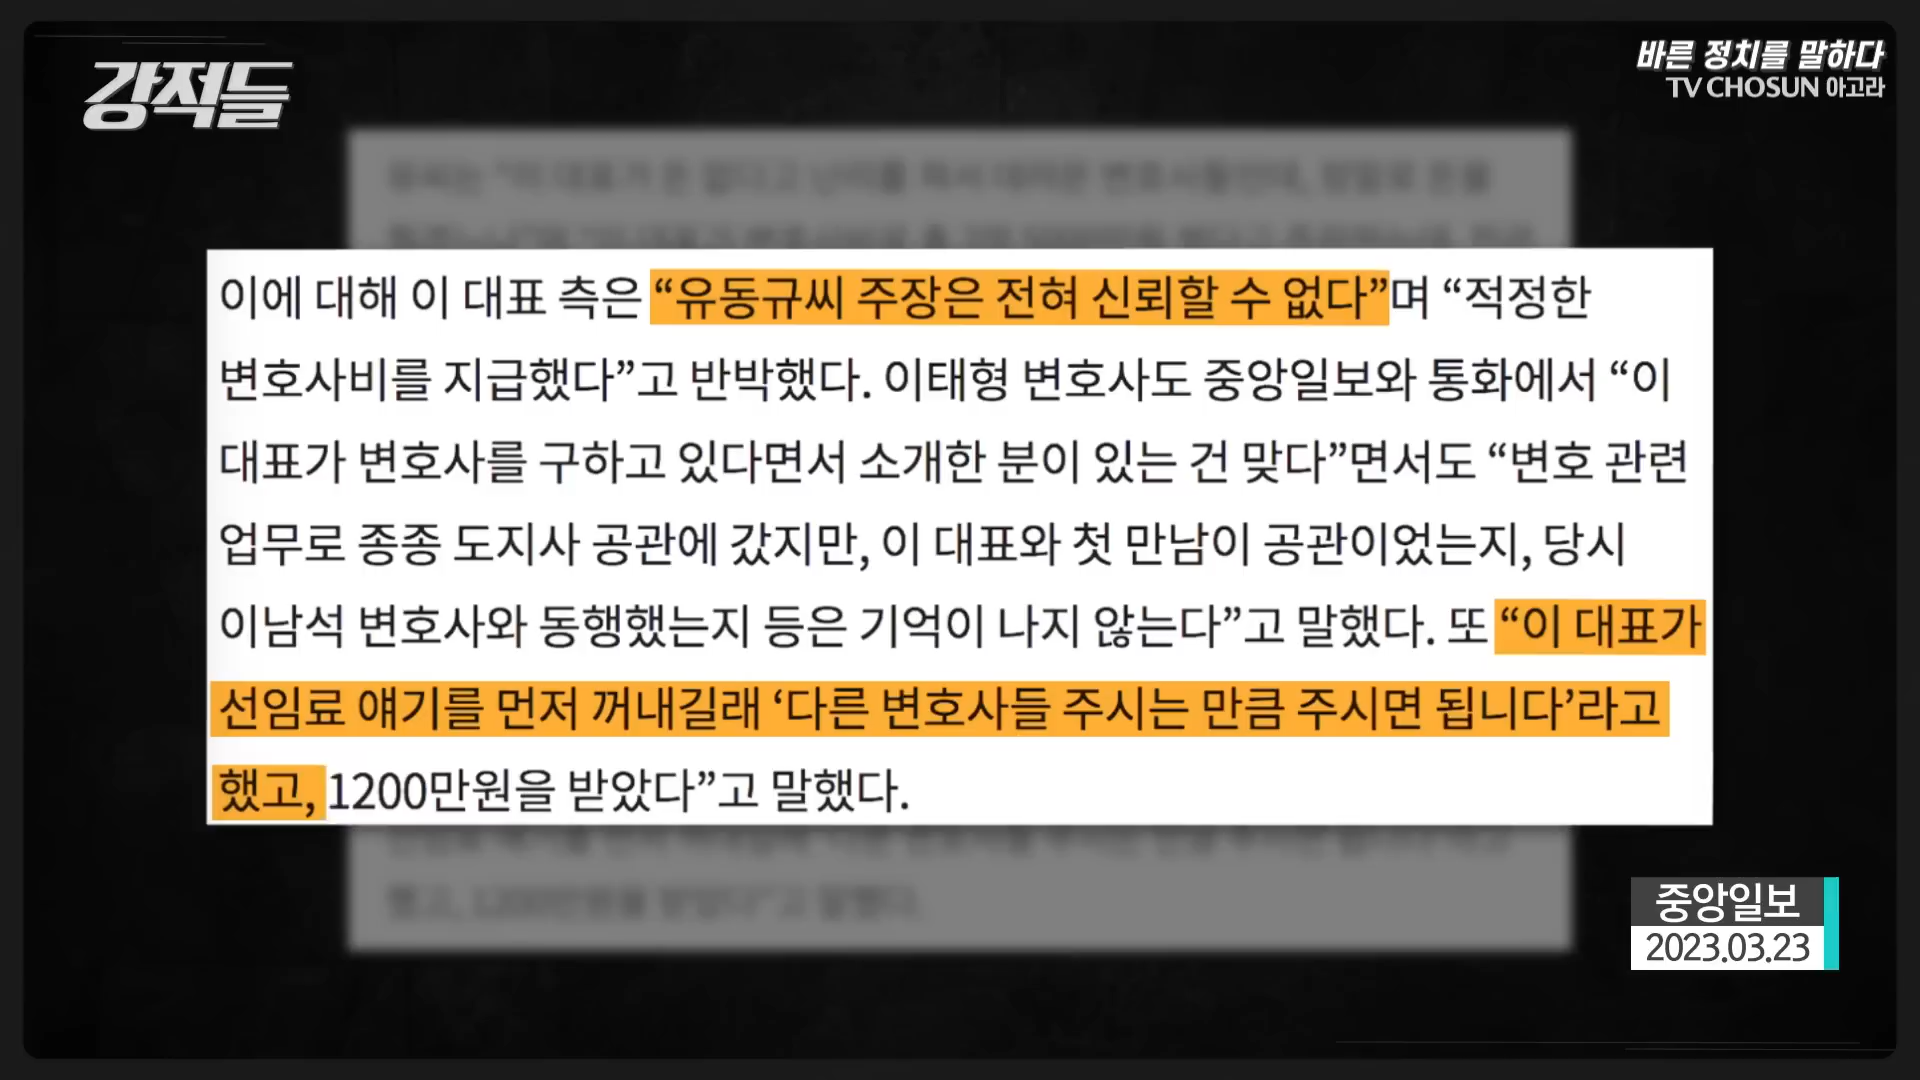 강적들
바른 정치를 말하다
TV CHOSUN 아고라
이에 대해 이 대표 측은 “유동규씨 주장은 전혀 신뢰할 수 없다”며 “적정한
변호사비를 지급했다”고 반박했다. 이태형 변호사도 중앙일보와 통화에서 “이
대표가 변호사를 구하고 있다면서 소개한 분이 있는 건 맞다”면서도 “변호 관련
업무로 종종 도지사 공관에 갔지만, 이 대표와 첫 만남이 공관이었는지, 당시
이남석 변호사와 동행했는지 등은 기억이 나지 않는다”고 말했다. 또 “이 대표가
선임료 얘기를 먼저 꺼내길래 ‘다른 변호사들 주시는 만큼 주시면 됩니다’라고
했고, 1200만원을 받았다”고 말했다.
중앙일보
2023.03.23